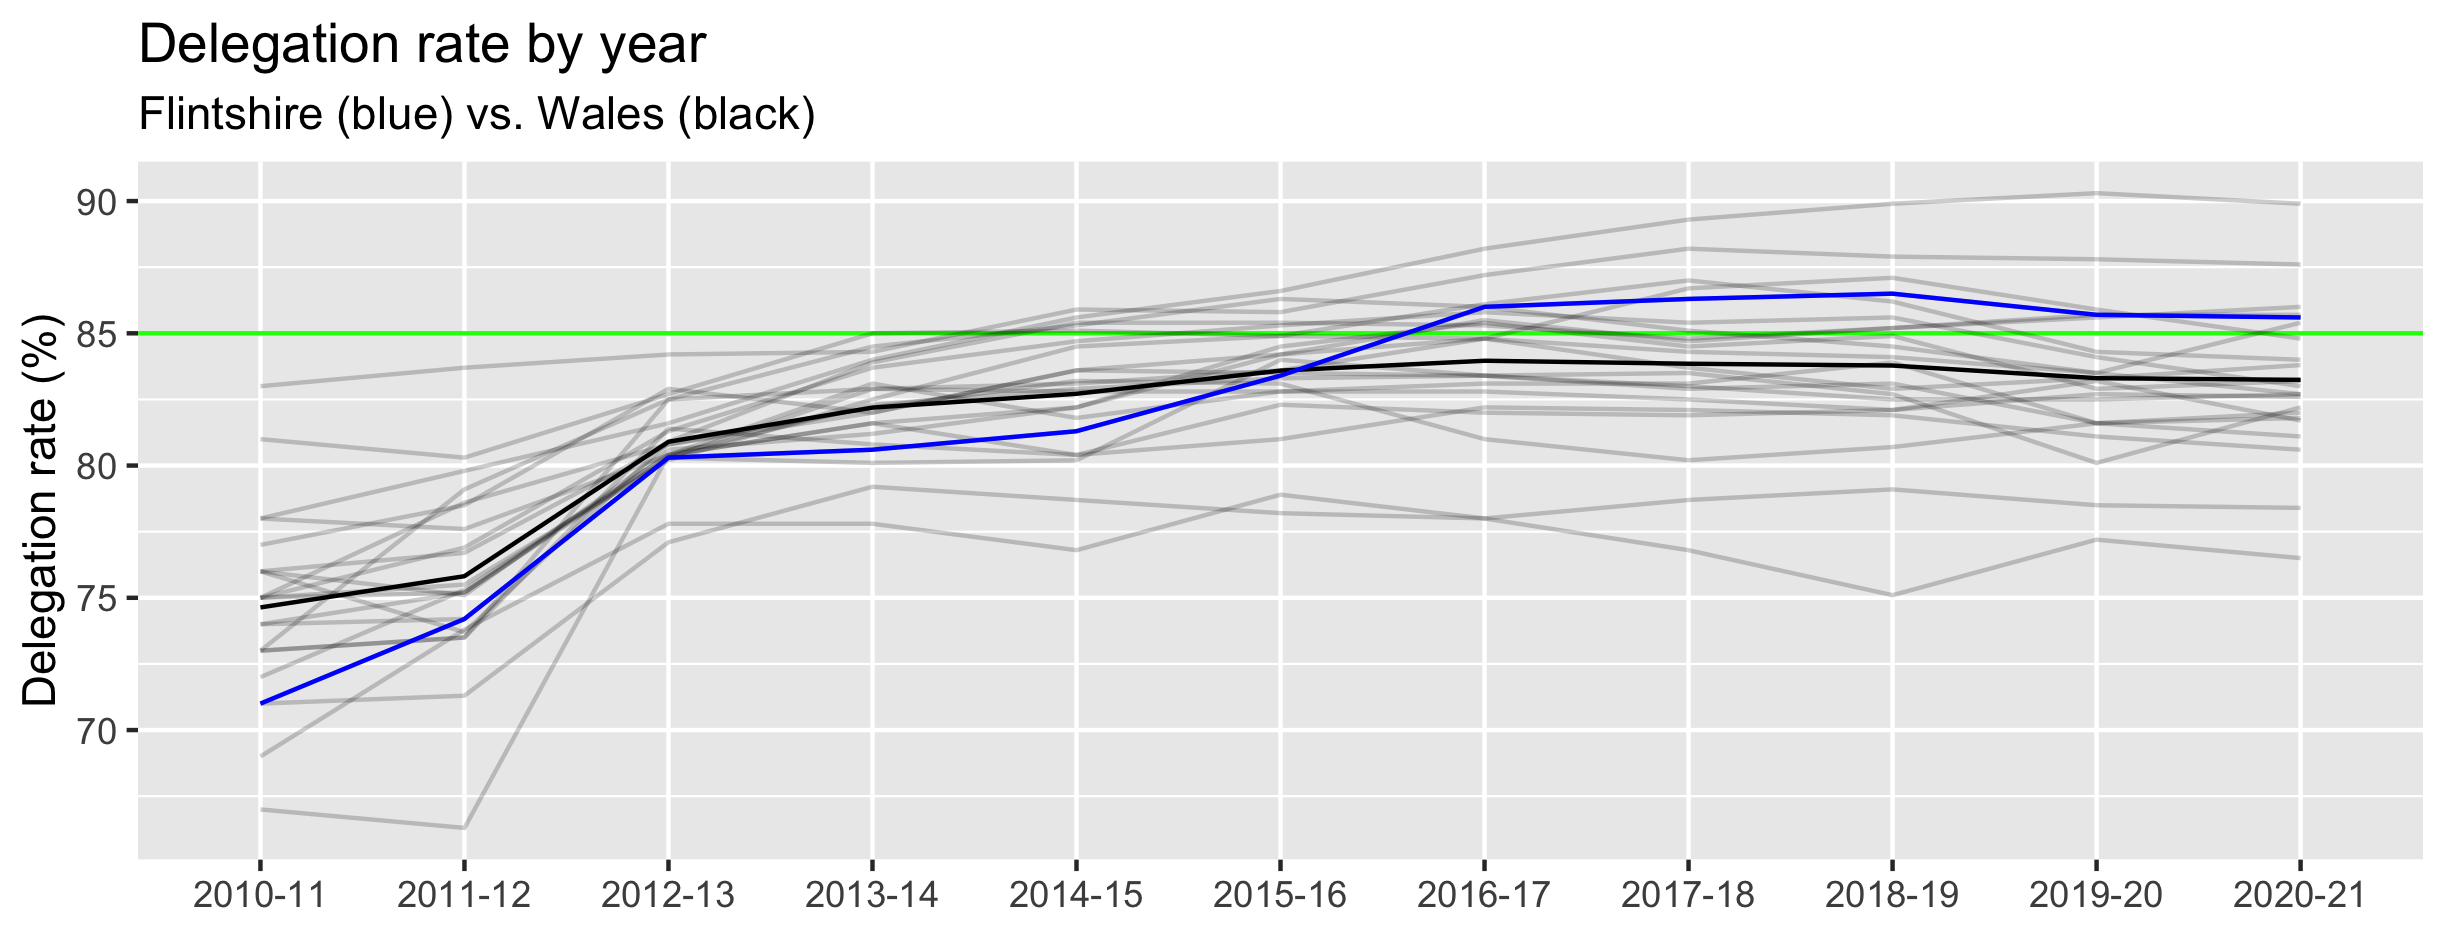 Delegation rate by year
Flintshire (blue) vs. Wales (black)
Delegation rate (%)
90
85
80
75
70
2010-11 2011-12 2012-13 2013-14 2014-15 2015-16 2016-17 2017-18 2018-19 2019-20 2020-21